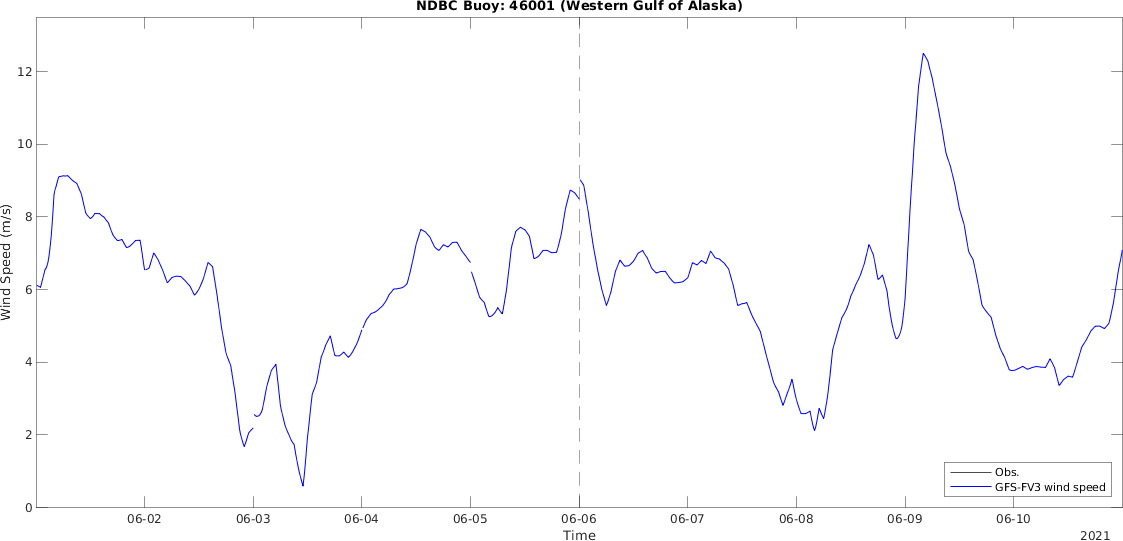 NDBC Buoy: 46001 (Western Gulf of Alaska)
Wind Speed (m/s)
12
10
8
6
4
2
0
Obs.
GFS-FV3 wind speed
06-02 06-03 06-04 06-05 06-06 06-07 06-08 06-09 06-10
Time
2021